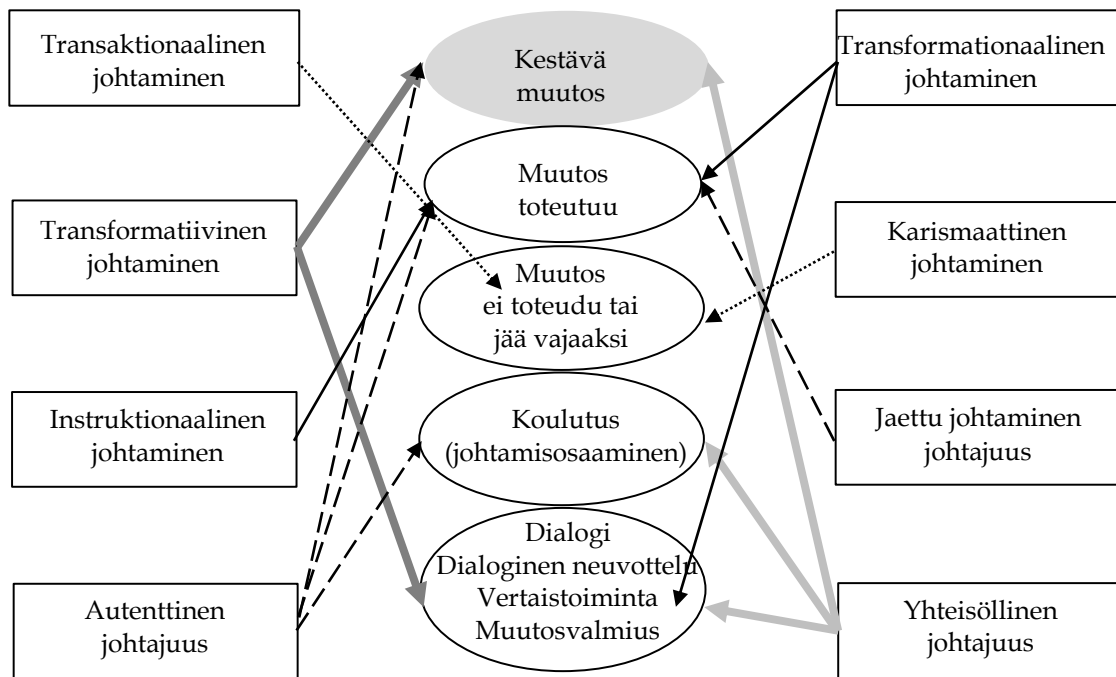 Transaktionaalinen
johtaminen
Kestävä
muutos
Transformationaalinen
johtaminen
Muutos
toteutuu
Transformatiivinen
johtaminen
Karismaattinen
johtaminen
Muutos
ei toteudu tai
jää vajaaksi
Instruktionaalinen
johtaminen
Koulutus
(johtamisosaaminen)
Jaettu johtaminen
johtajuus
Dialogi
Dialoginen neuvottelu
Vertaistoiminta
Muutosvalmius
Autenttinen
johtajuus
Yhteisöllinen
johtajuus